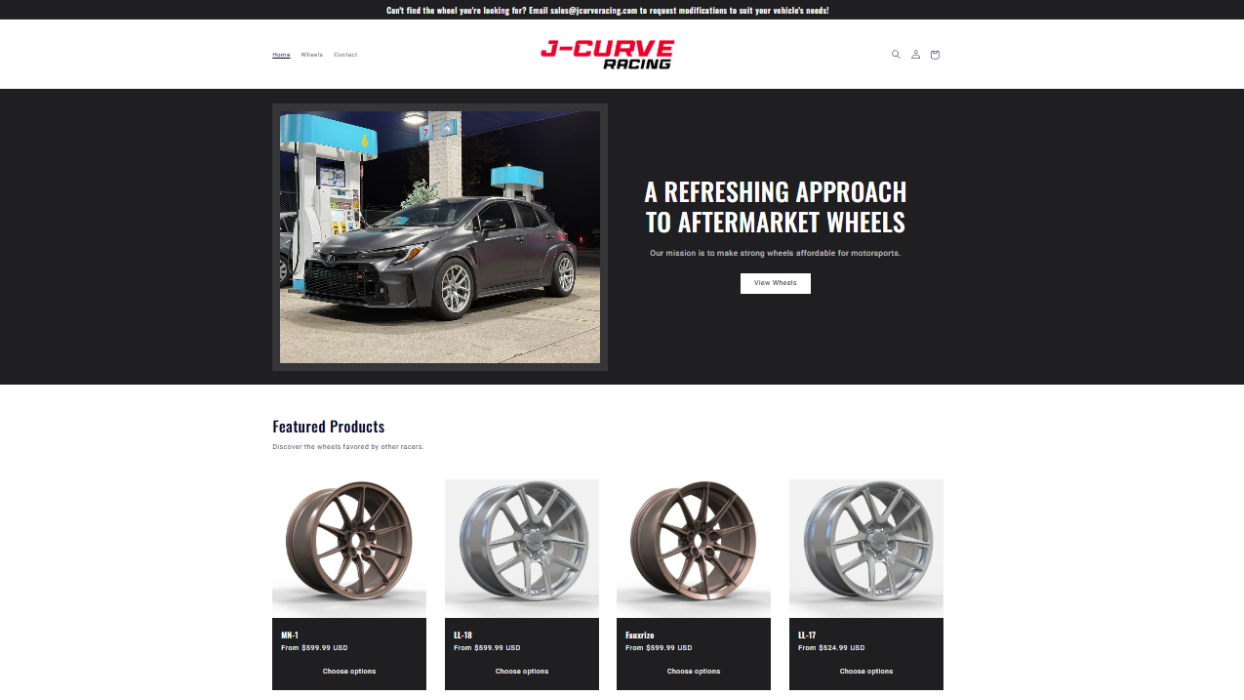 Can't find the wheel you're looking for? Email sales@jcurveracing.com to request modifications to suit your vehicle's needs!
Home Wheels Contact
J-CURVE
RACING
7 4
A REFRESHING APPROACH
TO AFTERMARKET WHEELS
Our mission is to make strong wheels affordable for motorsports.
View Wheels
Featured Products
Discover the wheels favored by other racers.
MN-1 LL-18 Fauxrizo LL-17
From $599.99 USD From $599.99 USD From $599.99 USD From $524.99 USD
Choose options Choose options Choose options Choose options